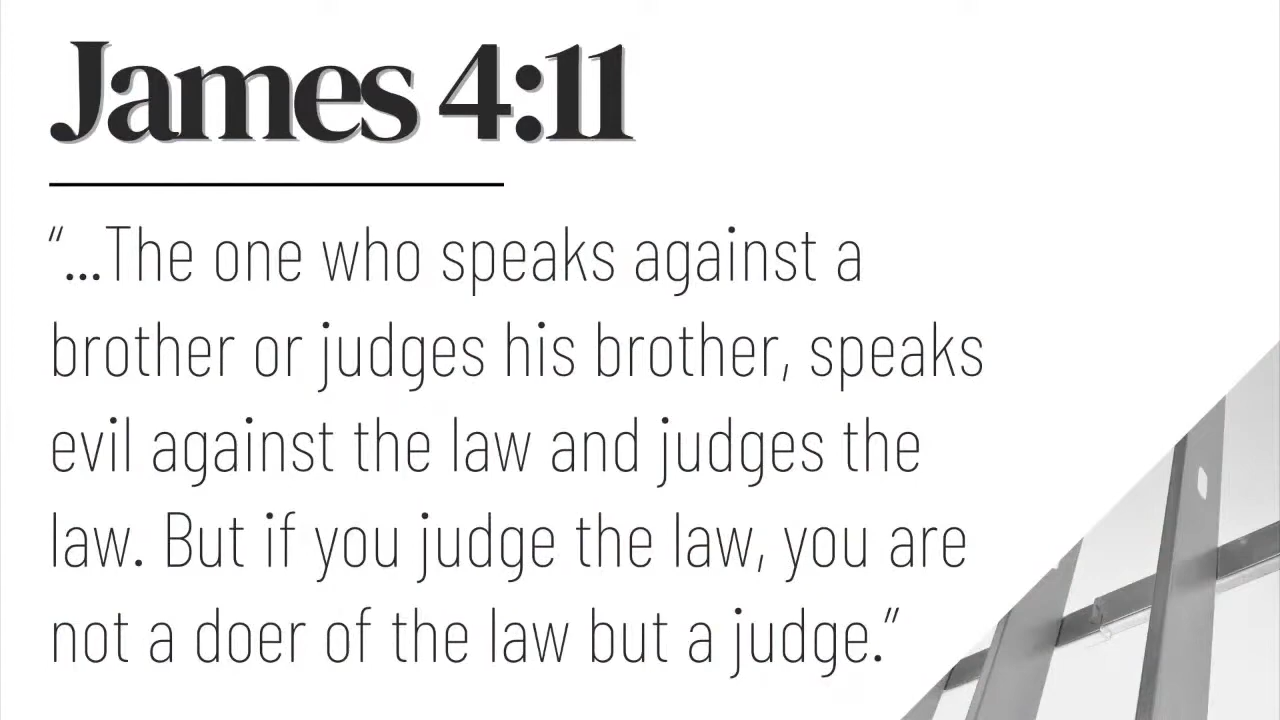 James 4:11
“...The one who speaks against a
brother or judges his brother, speaks
evil against the law and judges the
law. But if you judge the law, you are
not a doer of the law but a judge.”